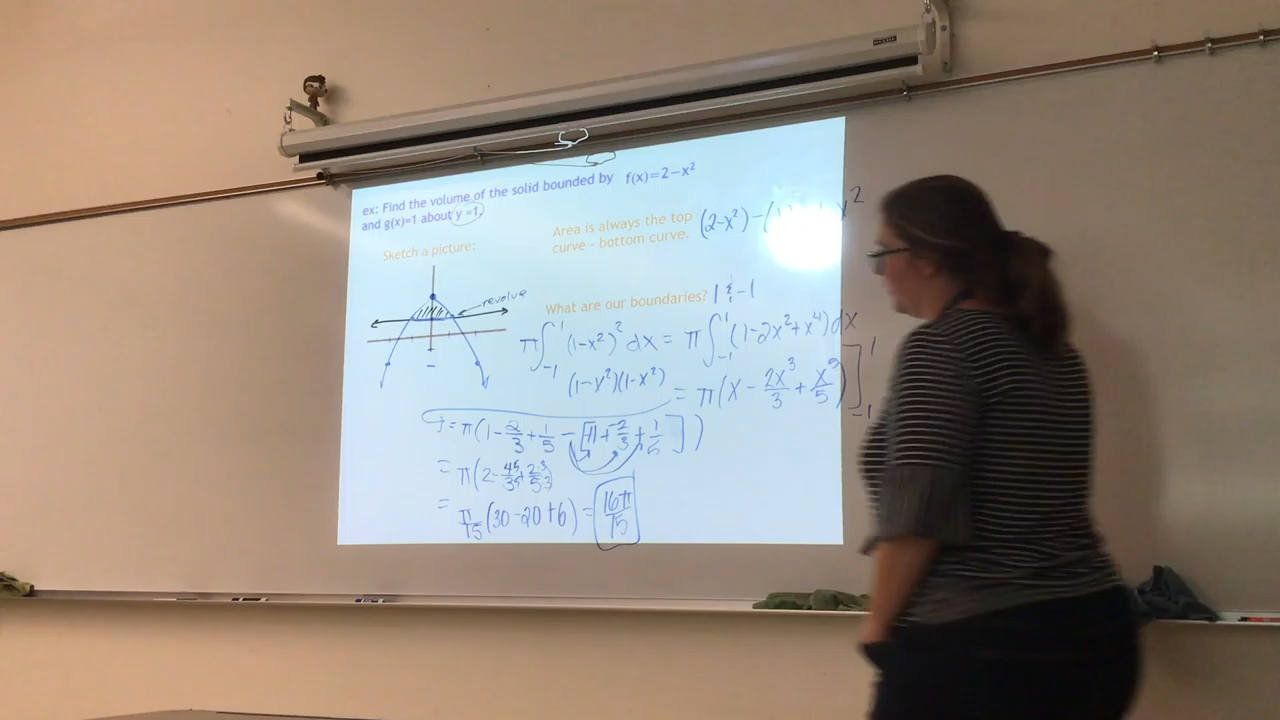 ex: Find the volume of the solid bounded by f(x)=2-x²
and g(x)=1 about y =1.
Area is always the top
curve - bottom curve.
(2-x²)-( x²
Sketch a picture:
revolve
What are our boundaries? 1 & -1
π∫₋₁¹ (1-x²)² dx = π∫₋₁¹ (1-2x²+x⁴)dx
(1-x²)(1-x²)
= π(x - 2x³/3 + x⁵/5)]₋₁¹
= π(1-2/3+1/5
= π(2-
= π/15(30-20+6) = 16π/15